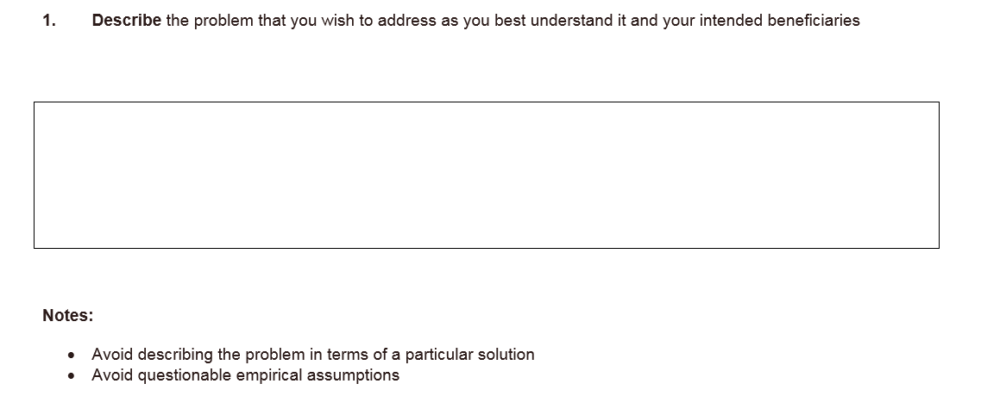 1. Describe the problem that you wish to address as you best understand it and your intended beneficiaries
Notes:
• Avoid describing the problem in terms of a particular solution
• Avoid questionable empirical assumptions